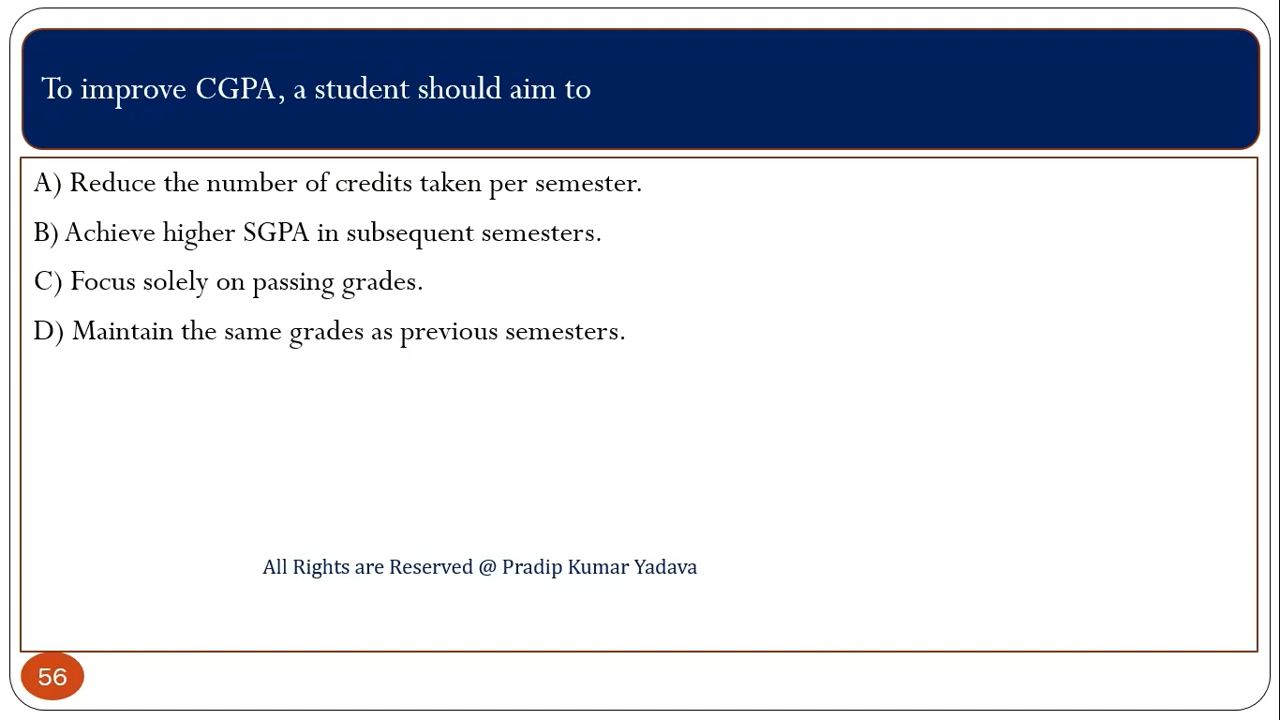 To improve CGPA, a student should aim to
A) Reduce the number of credits taken per semester.
B) Achieve higher SGPA in subsequent semesters.
C) Focus solely on passing grades.
D) Maintain the same grades as previous semesters.
All Rights are Reserved @ Pradip Kumar Yadava
56